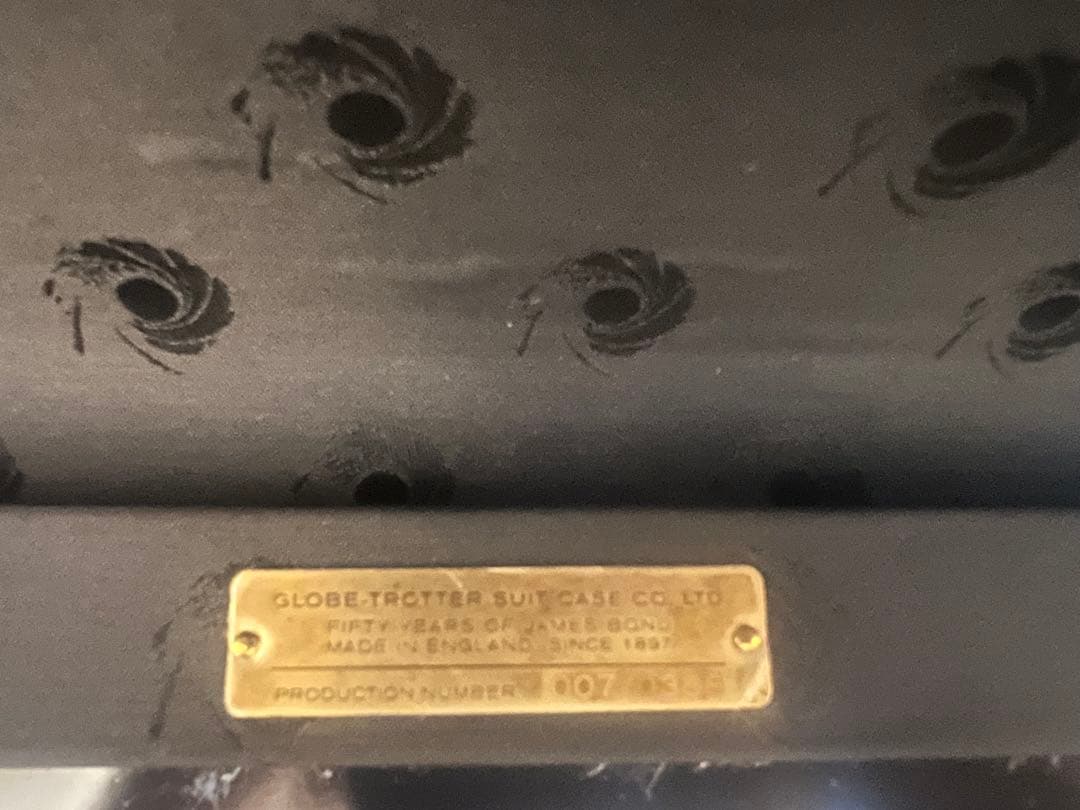 GLOBE-TROTTER SUIT CASE CO. LTD
FIFTY YEARS OF JAMES BOND
MADE IN ENGLAND SINCE 1897
PRODUCTION NUMBER 007